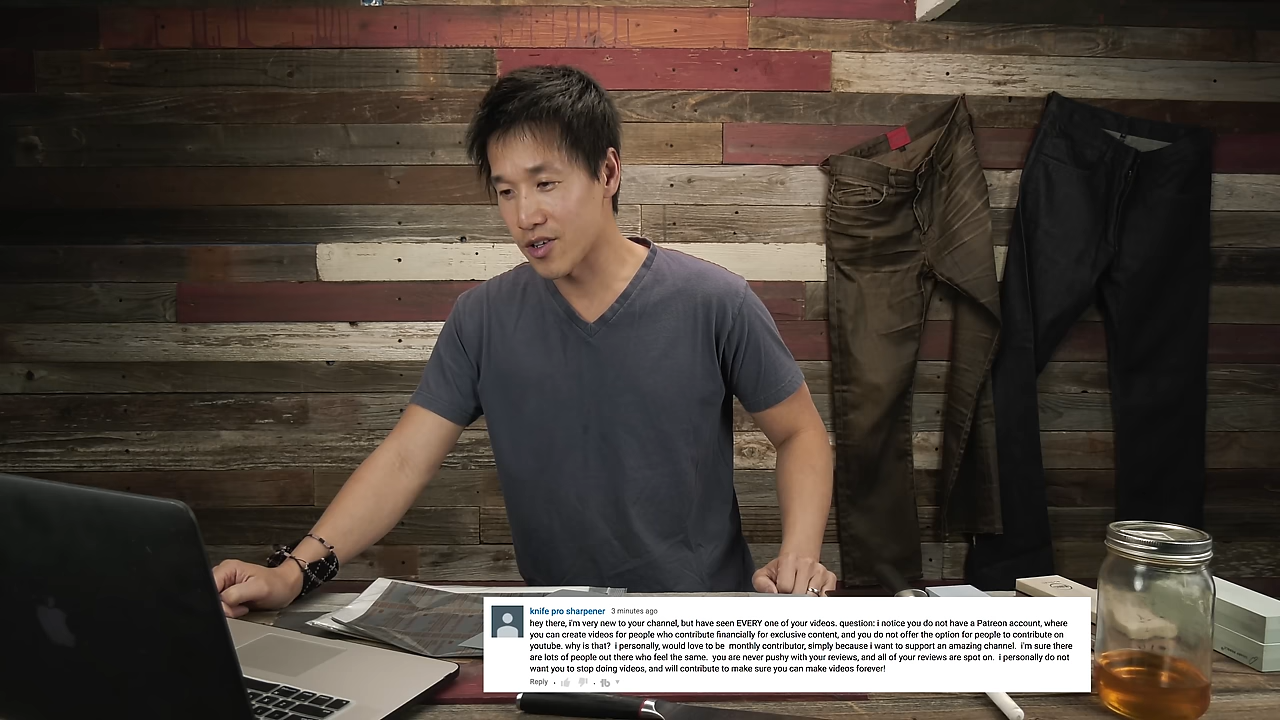 knife pro sharpener 3 minutes ago
hey there, i'm very new to your channel, but have seen EVERY one of your videos. question: i notice you do not have a Patreon account, where
you can create videos for people who contribute financially for exclusive content, and you do not offer the option for people to contribute on
youtube. why is that? i personally, would love to be monthly contributor, simply because i want to support an amazing channel. i'm sure there
are lots of people out there who feel the same. you are never pushy with your reviews, and all of your reviews are spot on. i personally do not
want you to stop doing videos, and will contribute to make sure you can make videos forever!
Reply